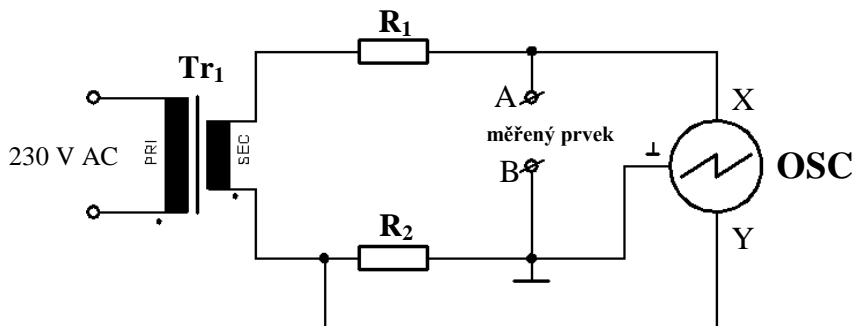 R1
Tr1
A
X
230 V AC
PRI
SEC
měřený prvek
B
OSC
R2
Y